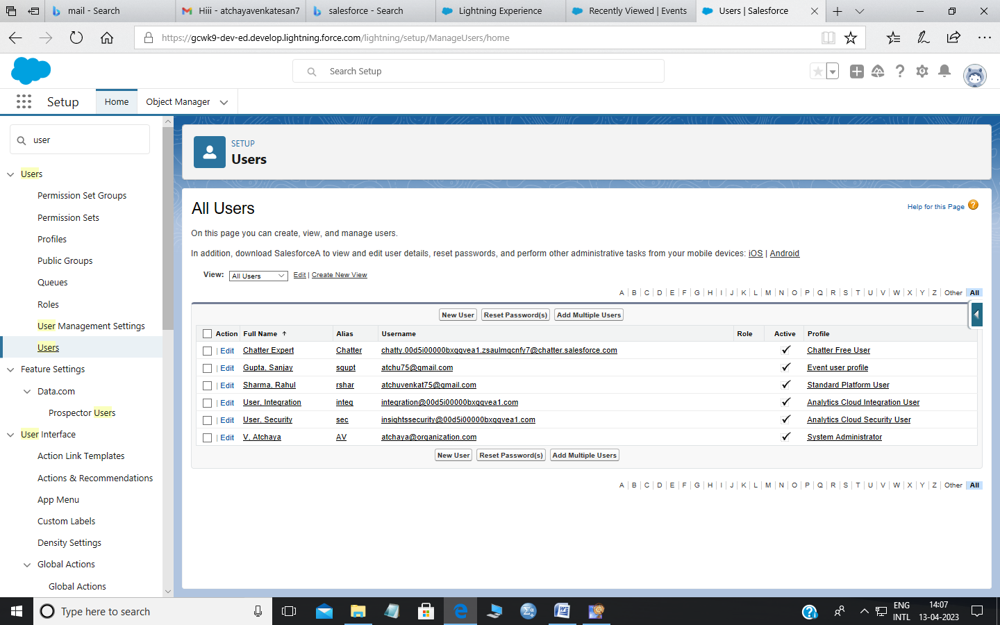 mail - Search
Hiii - atchayavenkatesan7
salesforce - Search
Lightning Experience
Recently Viewed | Events
Users | Salesforce
https://gcwk9-dev-ed.develop.lightning.force.com/lightning/setup/ManageUsers/home
Search Setup
Setup
Home
Object Manager
user
Users
Permission Set Groups
Permission Sets
Profiles
Public Groups
Queues
Roles
User Management Settings
Users
Feature Settings
Data.com
Prospector Users
User Interface
Action Link Templates
Actions & Recommendations
App Menu
Custom Labels
Density Settings
Global Actions
Global Actions
SETUP
Users
All Users
Help for this Page
On this page you can create, view, and manage users.
In addition, download SalesforceA to view and edit user details, reset passwords, and perform other administrative tasks from your mobile devices: iOS | Android
View: All Users Edit | Create New View
A | B | C | D | E | F | G | H | I | J | K | L | M | N | O | P | Q | R | S | T | U | V | W | X | Y | Z | Other | All
New User Reset Password(s) Add Multiple Users
Action Full Name Alias Username Role Active Profile
| Edit Chatter Expert Chatter chatty.00d5i00000bxqqvea1.zsaulmqcnfy7@chatter.salesforce.com Chatter Free User
| Edit Gupta, Sanjay sgupt atchu75@gmail.com Event user profile
| Edit Sharma, Rahul rshar atchuvenkat75@gmail.com Standard Platform User
| Edit User, Integration integ integration@00d5i00000bxqqvea1.com Analytics Cloud Integration User
| Edit User, Security sec insightssecurity@00d5i00000bxqqvea1.com Analytics Cloud Security User
| Edit V, Atchaya AV atchaya@organization.com System Administrator
New User Reset Password(s) Add Multiple Users
A | B | C | D | E | F | G | H | I | J | K | L | M | N | O | P | Q | R | S | T | U | V | W | X | Y | Z | Other | All
Type here to search
ENG
INTL
14:07
13-04-2023